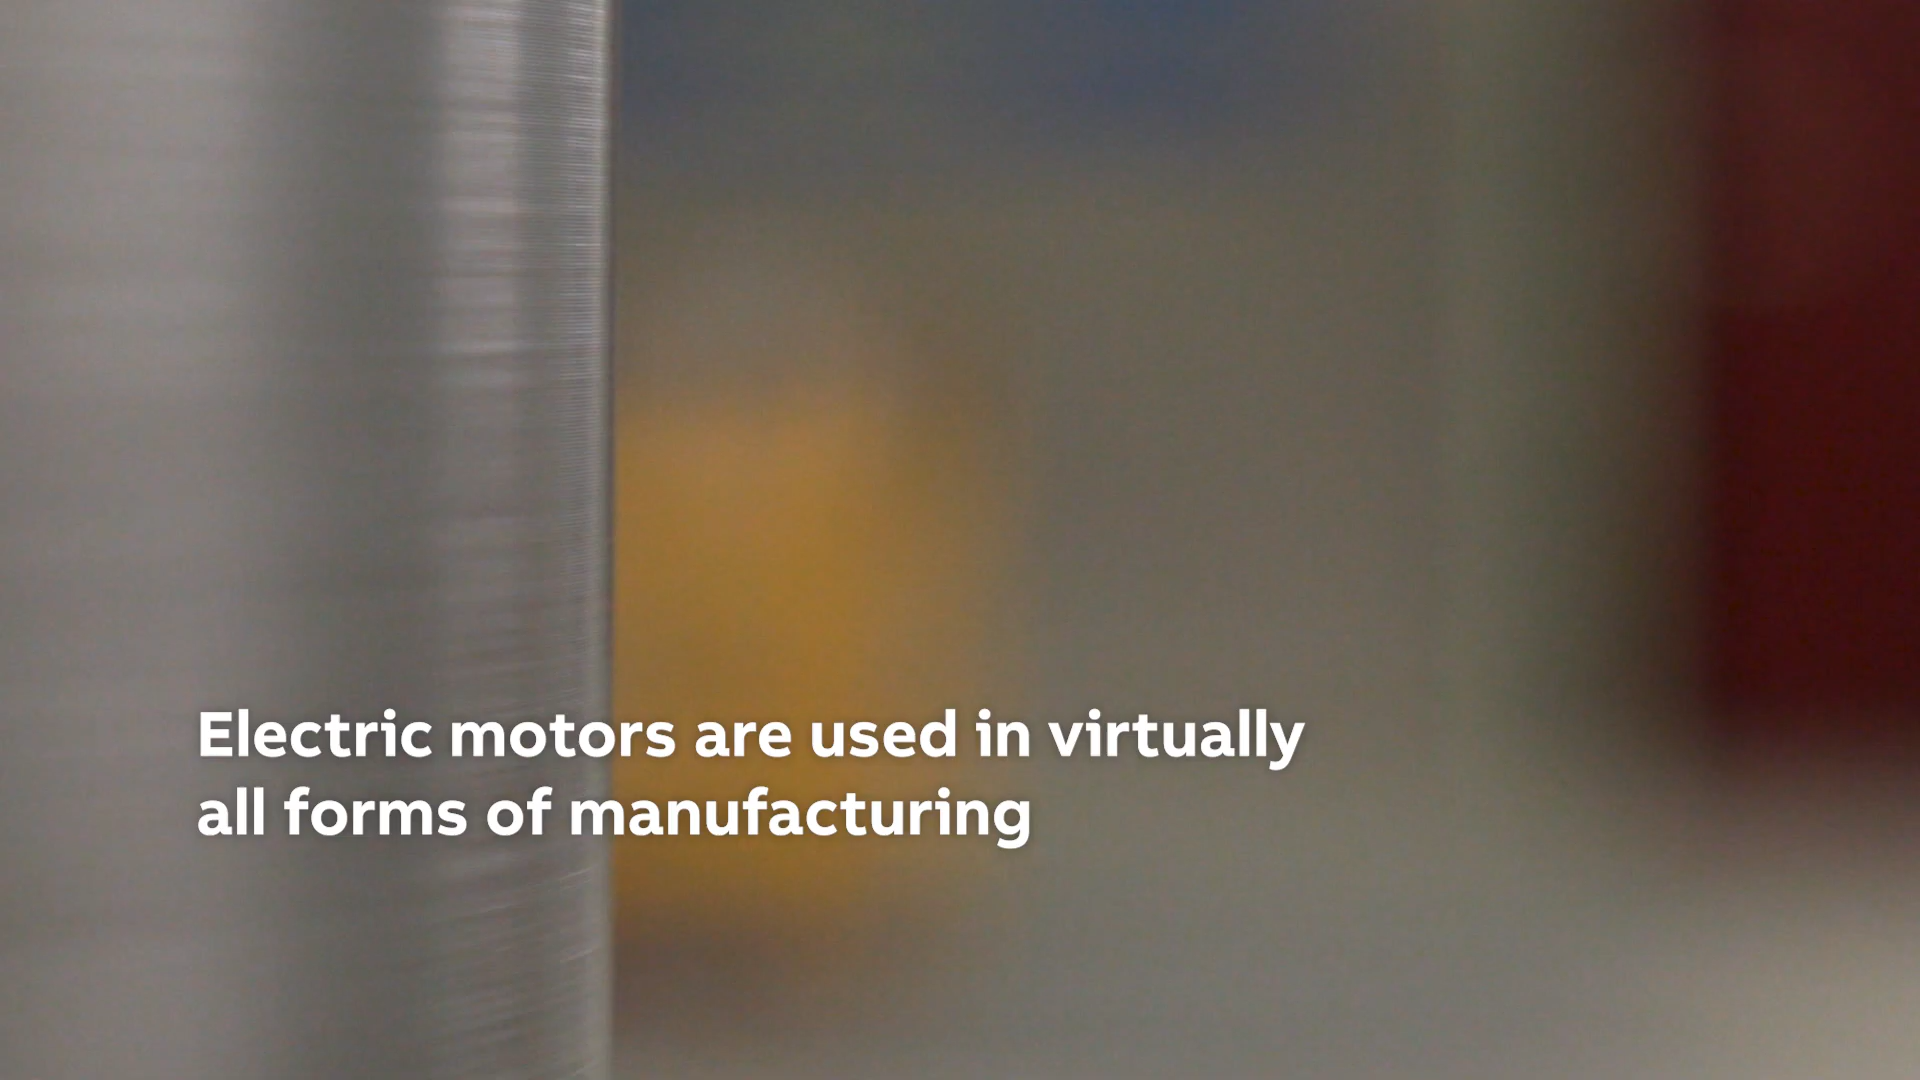 Electric motors are used in virtually
all forms of manufacturing